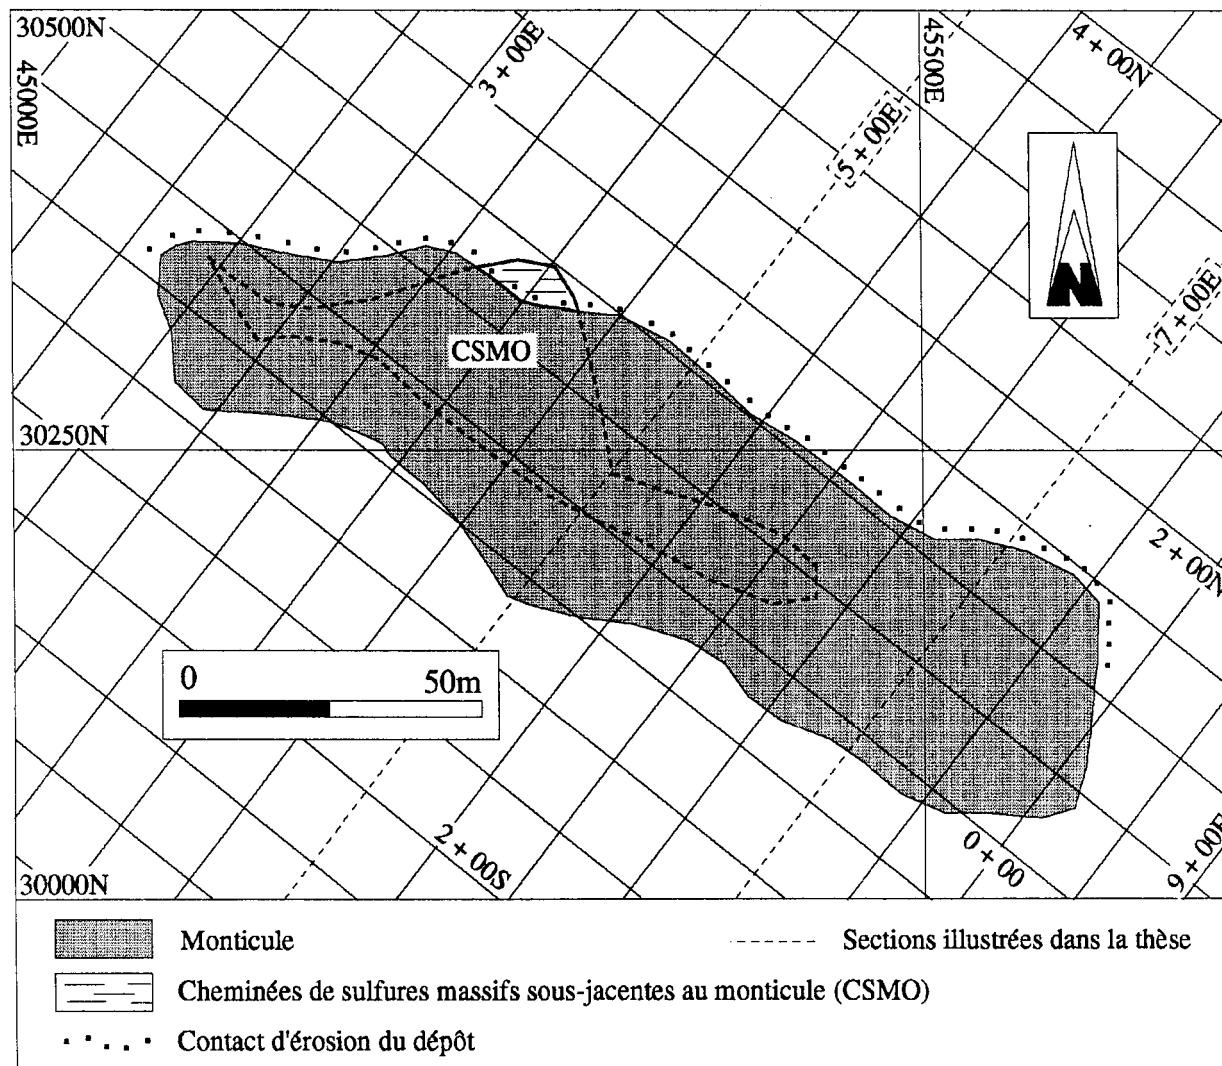 30500N
45000E
3 + 00E
5 + 00E
45500E
4 + 00N
7 + 00E
N
CSMO
30250N
2 + 00N
0 50m
2 + 00S
0 + 00
9 + 00E
30000N
Monticule
Sections illustrées dans la thèse
Cheminées de sulfures massifs sous-jacentes au monticule (CSMO)
Contact d'érosion du dépôt